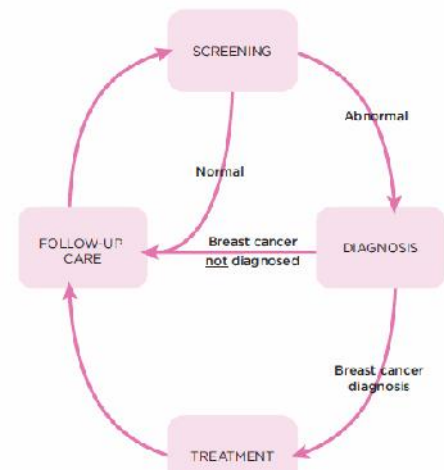 SCREENING
Abnormal
Normal
FOLLOW-UP
CARE
Breast cancer
not diagnosed
DIAGNOSIS
Breast cancer
diagnosis
TREATMENT